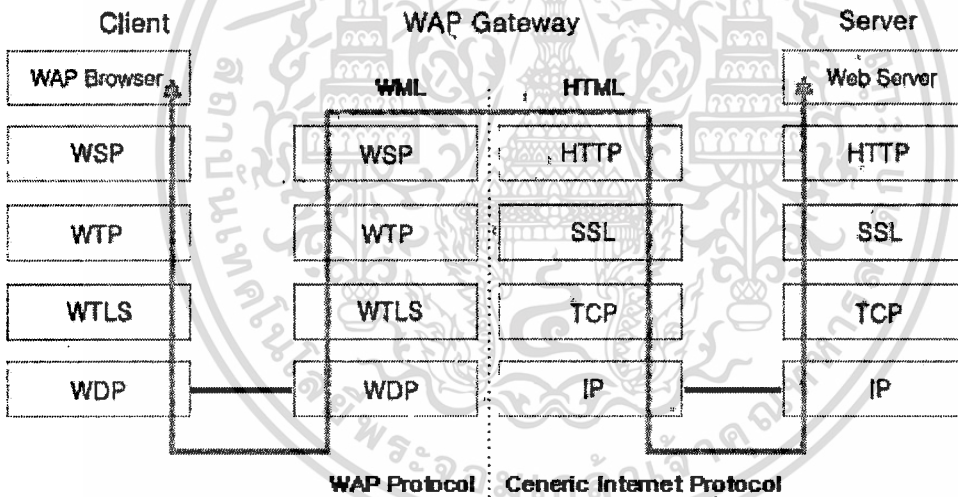 Client WAP Gateway Server
WAP Browser WML HTML Web Server
WSP WSP HTTP HTTP
WTP WTP SSL SSL
WTLS WTLS TCP TCP
WDP WDP IP IP
WAP Protocol Ceneric Internet Protocol